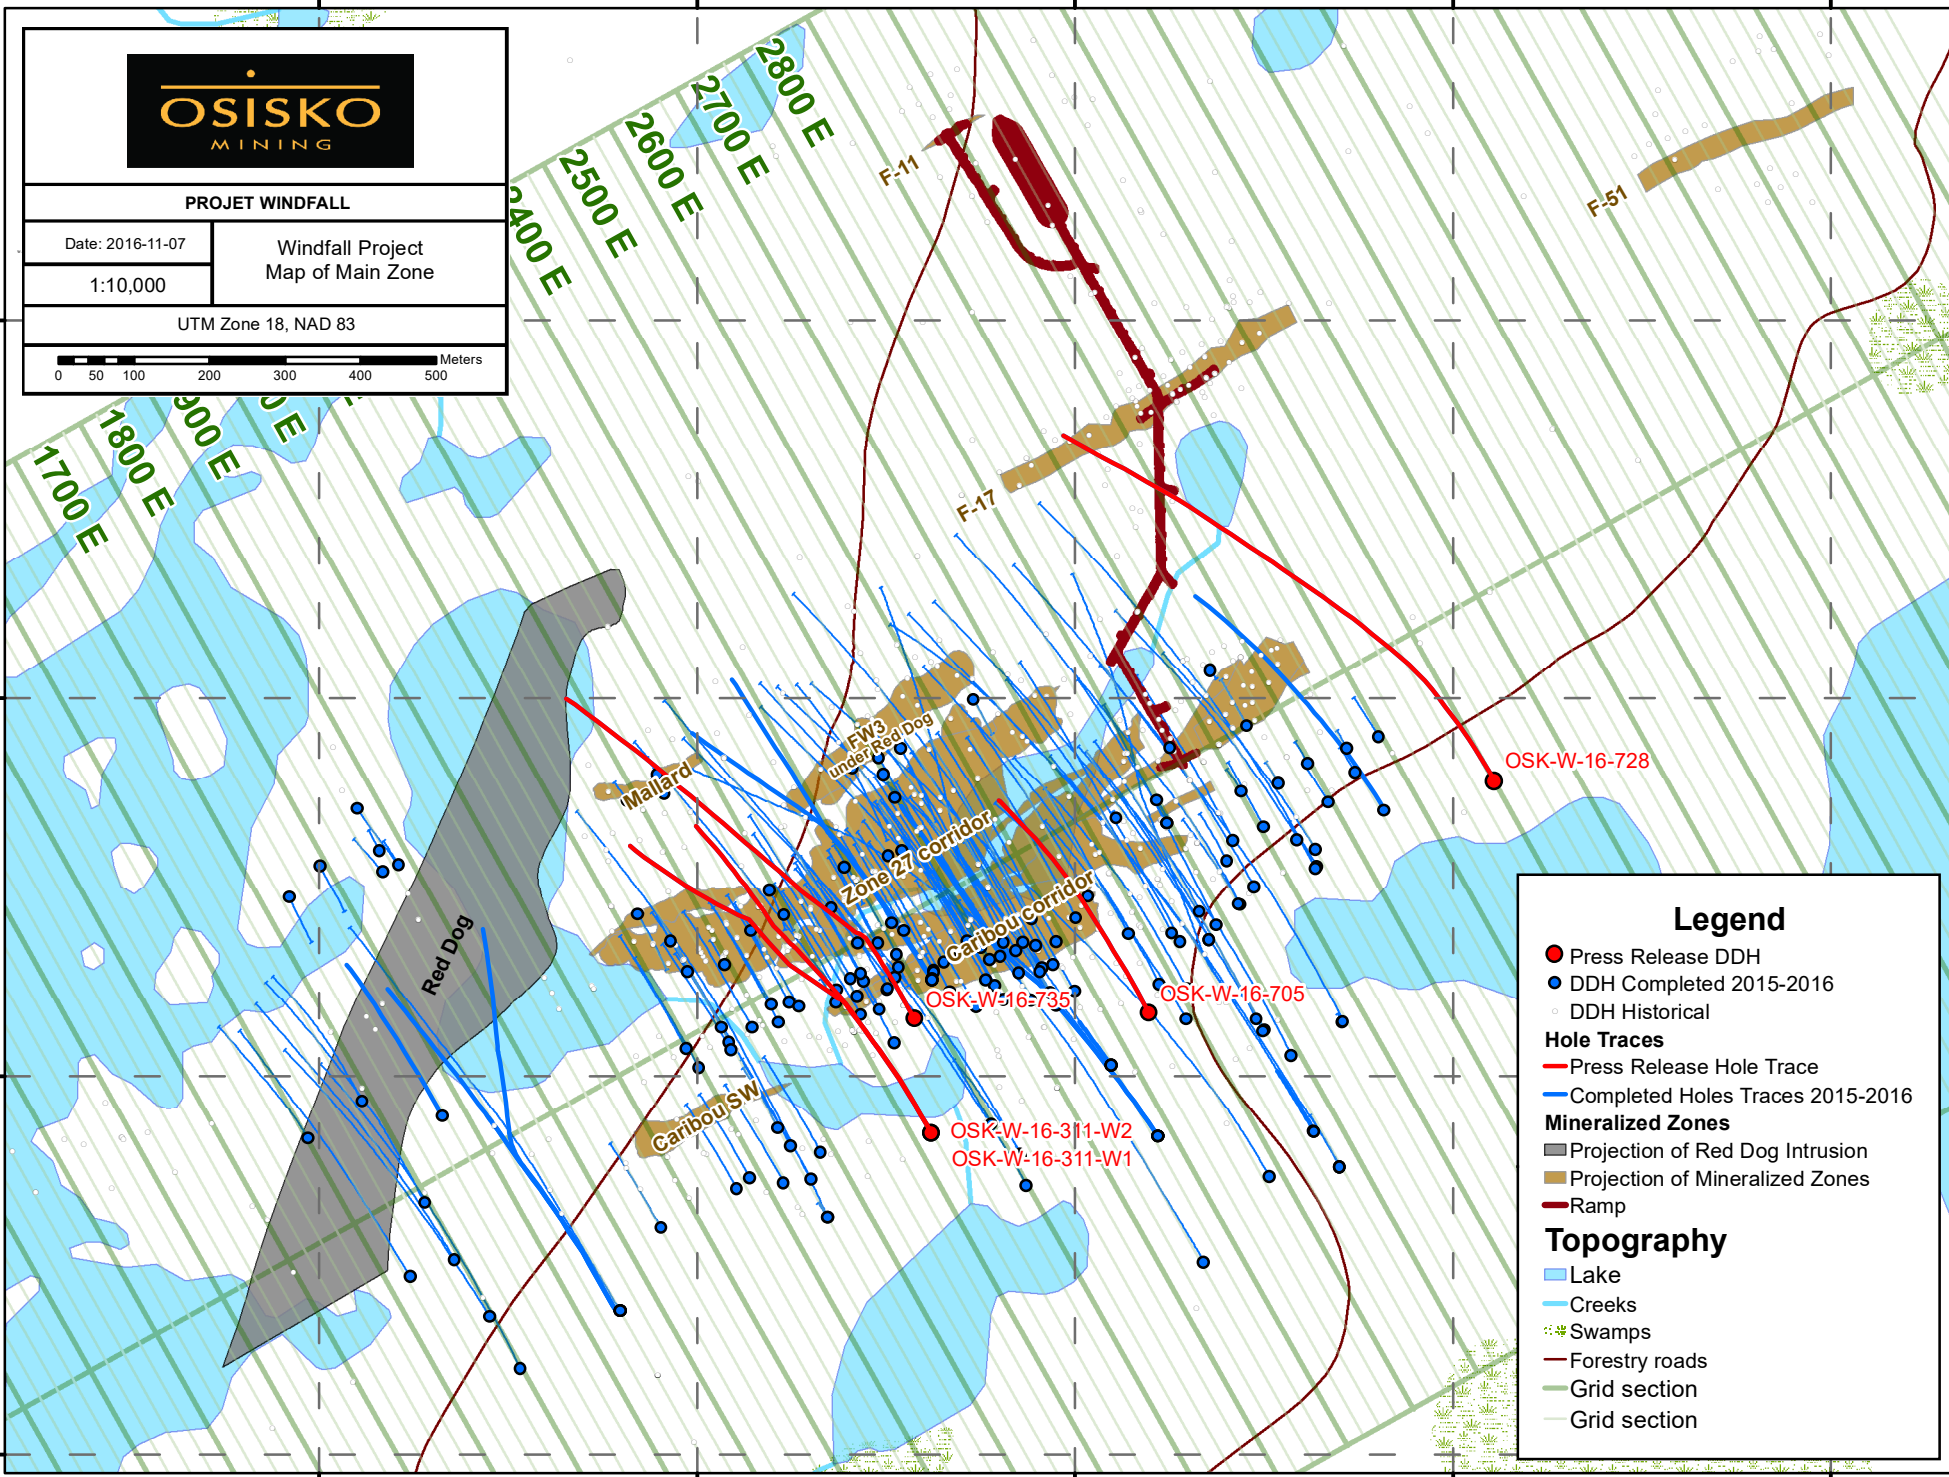 OSISKO
MINING
PROJET WINDFALL
Date: 2016-11-07
1:10,000
Windfall Project
Map of Main Zone
UTM Zone 18, NAD 83
Meters
0 50 100 200 300 400 500
1700 E
1800 E
900 E
0 E
400 E
2500 E
2600 E
2700 E
2800 E
F-11
F-51
F-17
Mallard
FW3
under Red Dog
Zone 27 corridor
Caribou corridor
Caribou SW
Red Dog
OSK-W-16-728
OSK-W-16-735
OSK-W-16-705
OSK-W-16-311-W2
OSK-W-16-311-W1
Legend
Press Release DDH
DDH Completed 2015-2016
DDH Historical
Hole Traces
Press Release Hole Trace
Completed Holes Traces 2015-2016
Mineralized Zones
Projection of Red Dog Intrusion
Projection of Mineralized Zones
Ramp
Topography
Lake
Creeks
Swamps
Forestry roads
Grid section
Grid section